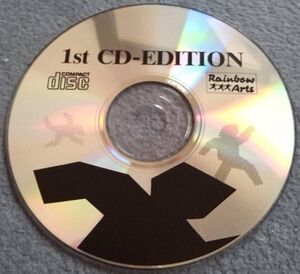 1st CD-EDITION
COMPACT
disc
Rainbow
Arts